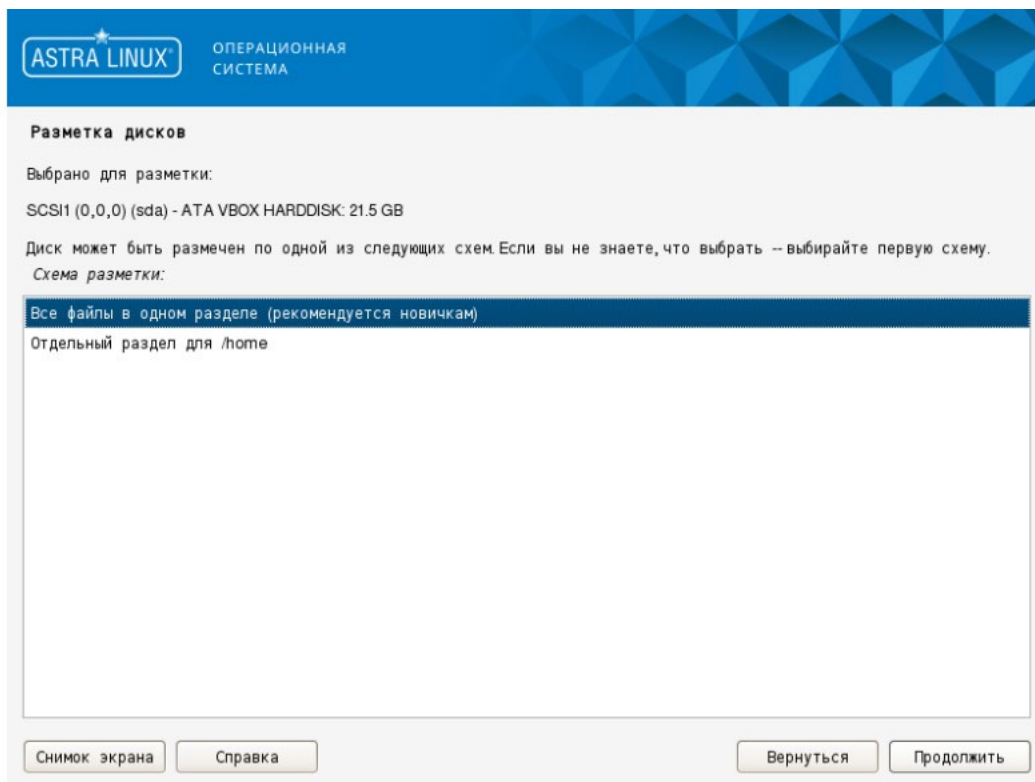 ASTRA LINUX®
ОПЕРАЦИОННАЯ
СИСТЕМА
Разметка дисков
Выбрано для разметки:
SCSI1 (0,0,0) (sda) - ATA VBOX HARDDISK: 21.5 GB
Диск может быть размечен по одной из следующих схем. Если вы не знаете, что выбрать -- выбирайте первую схему.
Схема разметки:
Все файлы в одном разделе (рекомендуется новичкам)
Отдельный раздел для /home
Снимок экрана
Справка
Вернуться
Продолжить